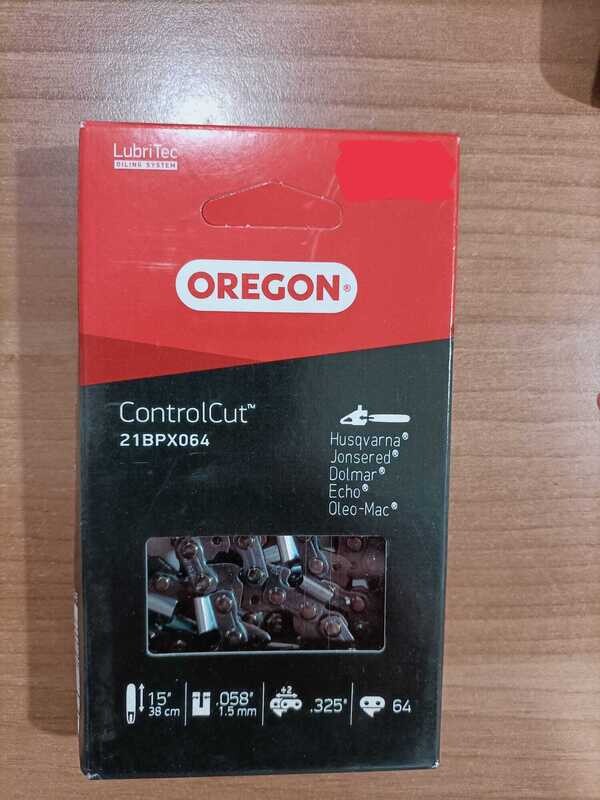 LubriTec
OILING SYSTEM
OREGON®
ControlCut™
21BPX064
Husqvarna®
Jonsered®
Dolmar®
Echo®
Oleo-Mac®
+2
15"
38 cm
.058"
1.5 mm
.325"
64